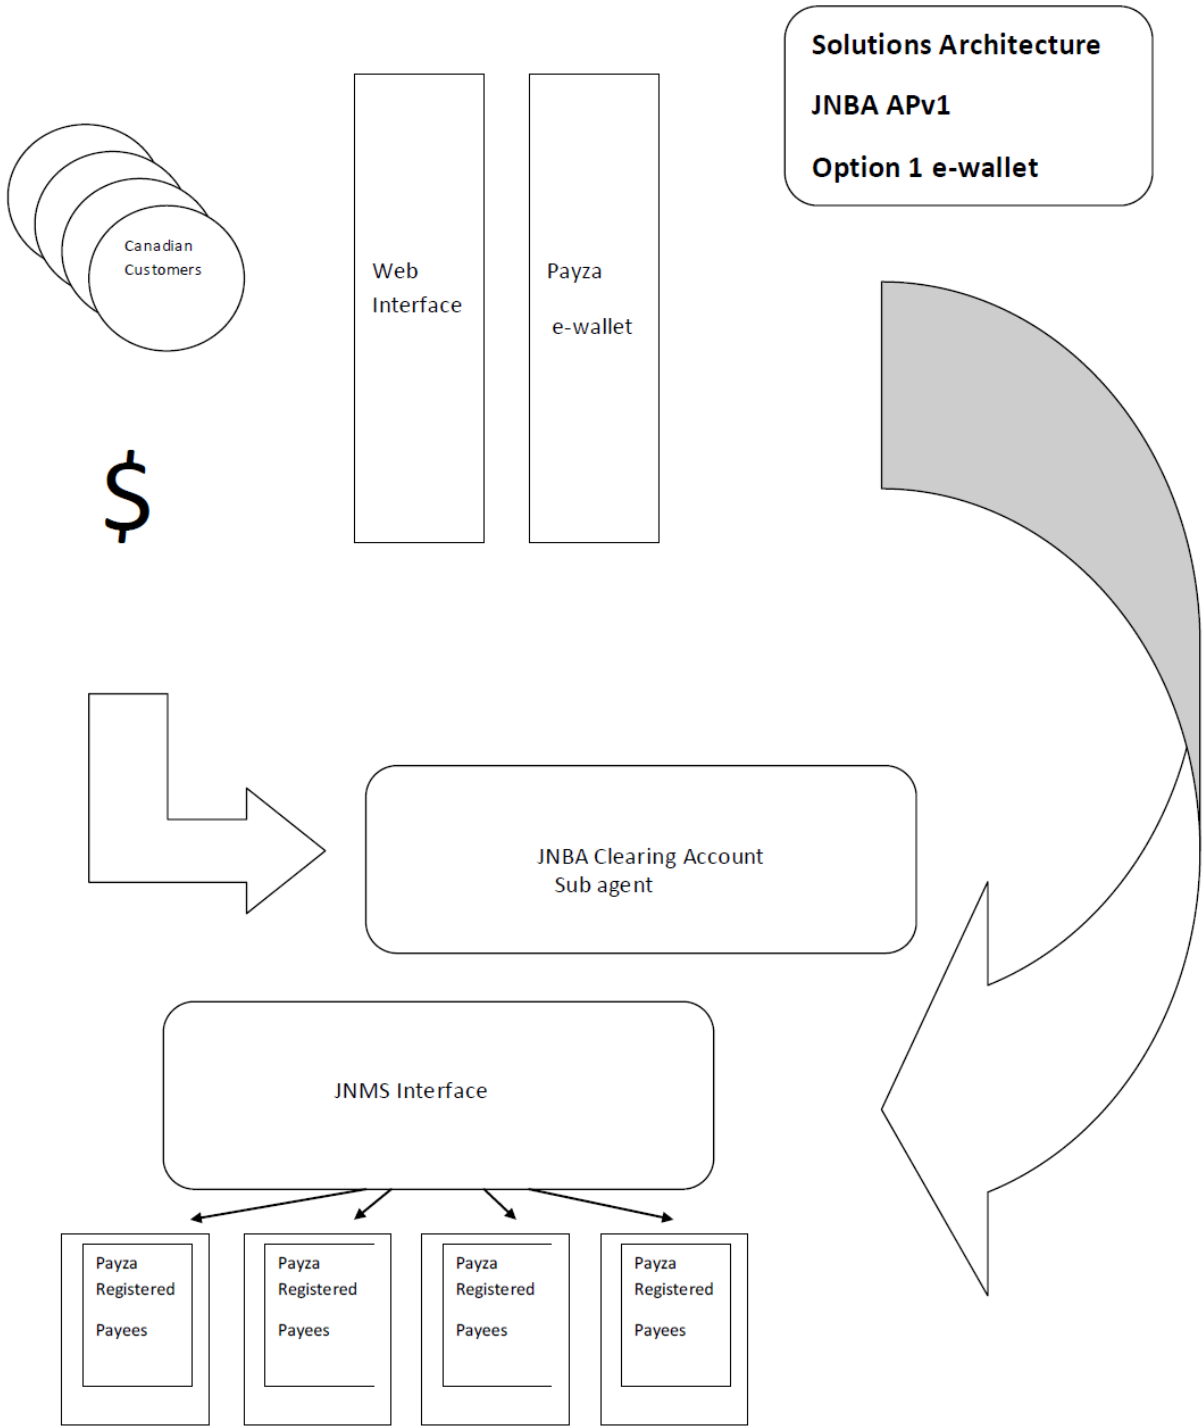 Solutions Architecture
JNBA APv1
Option 1 e-wallet
Canadian
Customers
Web
Interface
Payza
e-wallet
$
JNBA Clearing Account
Sub agent
JNMS Interface
Payza
Registered
Payees
Payza
Registered
Payees
Payza
Registered
Payees
Payza
Registered
Payees